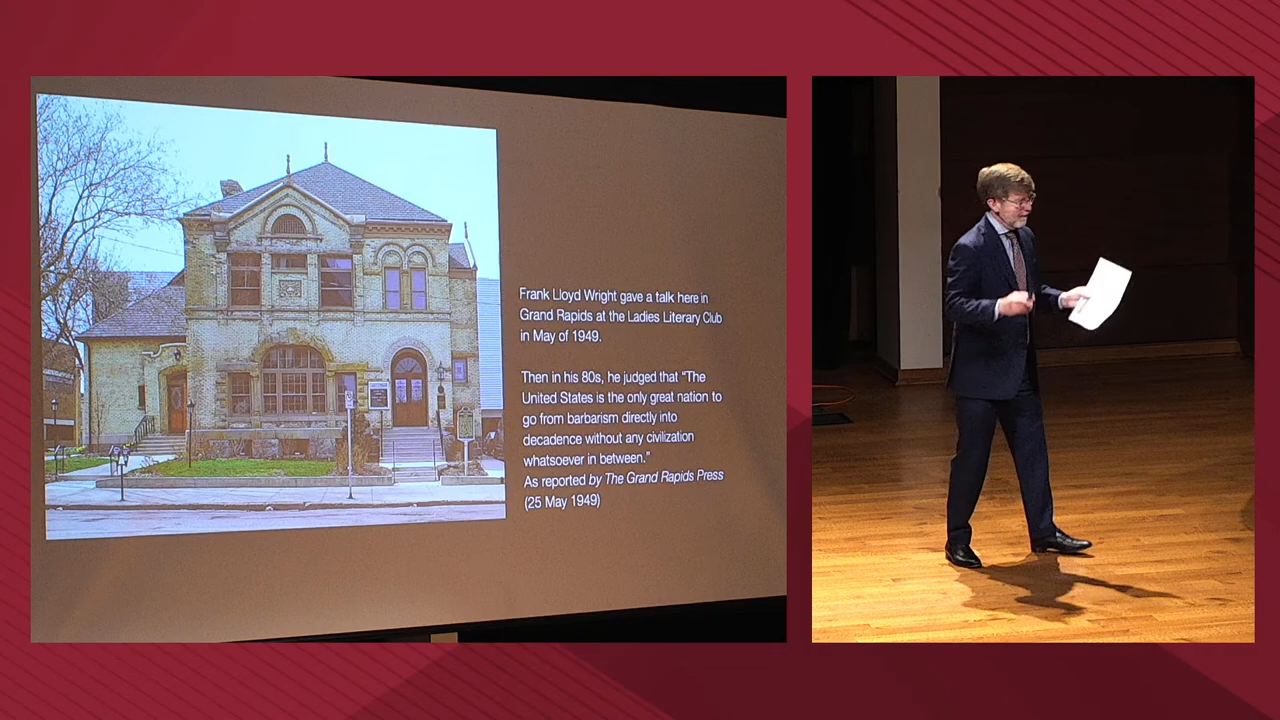 Frank Lloyd Wright gave a talk here in
Grand Rapids at the Ladies Literary Club
in May of 1949.
Then in his 80s, he judged that “The
United States is the only great nation to
go from barbarism directly into
decadence without any civilization
whatsoever in between.”
As reported by The Grand Rapids Press
(25 May 1949)